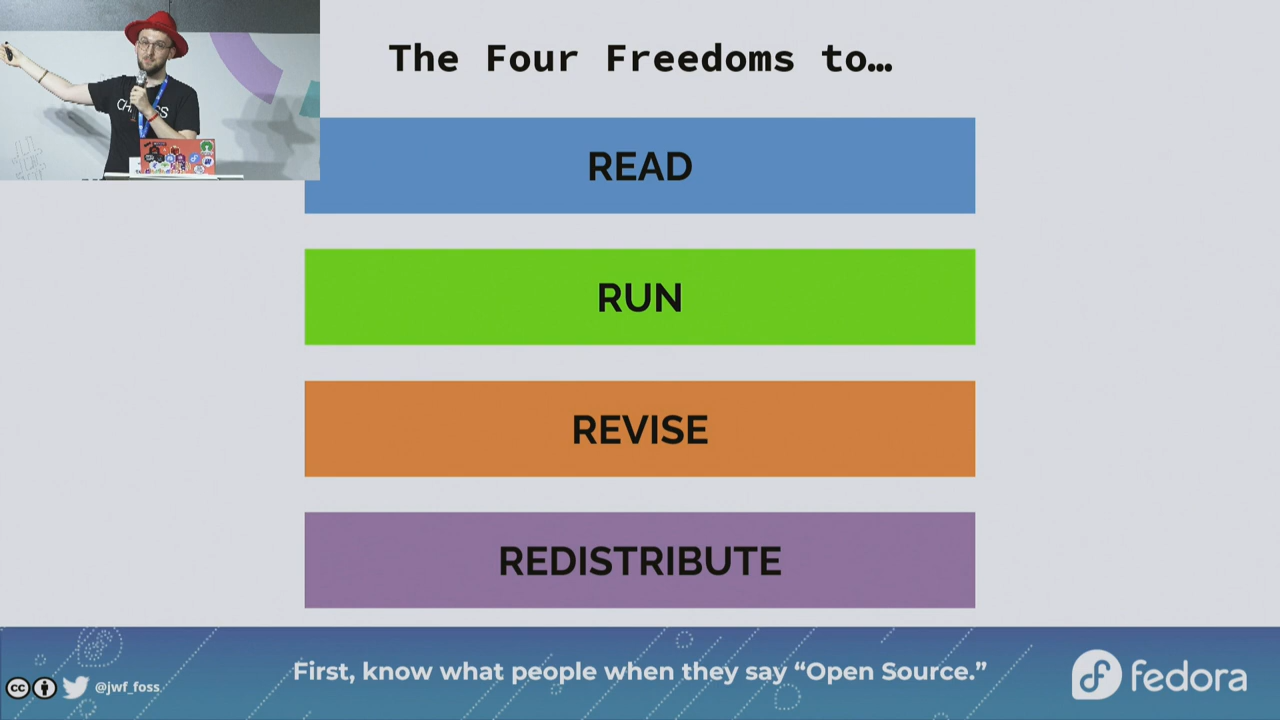 The Four Freedoms to…
READ
RUN
REVISE
REDISTRIBUTE
First, know what people when they say “Open Source.”
cc
@jwf_foss
fedora